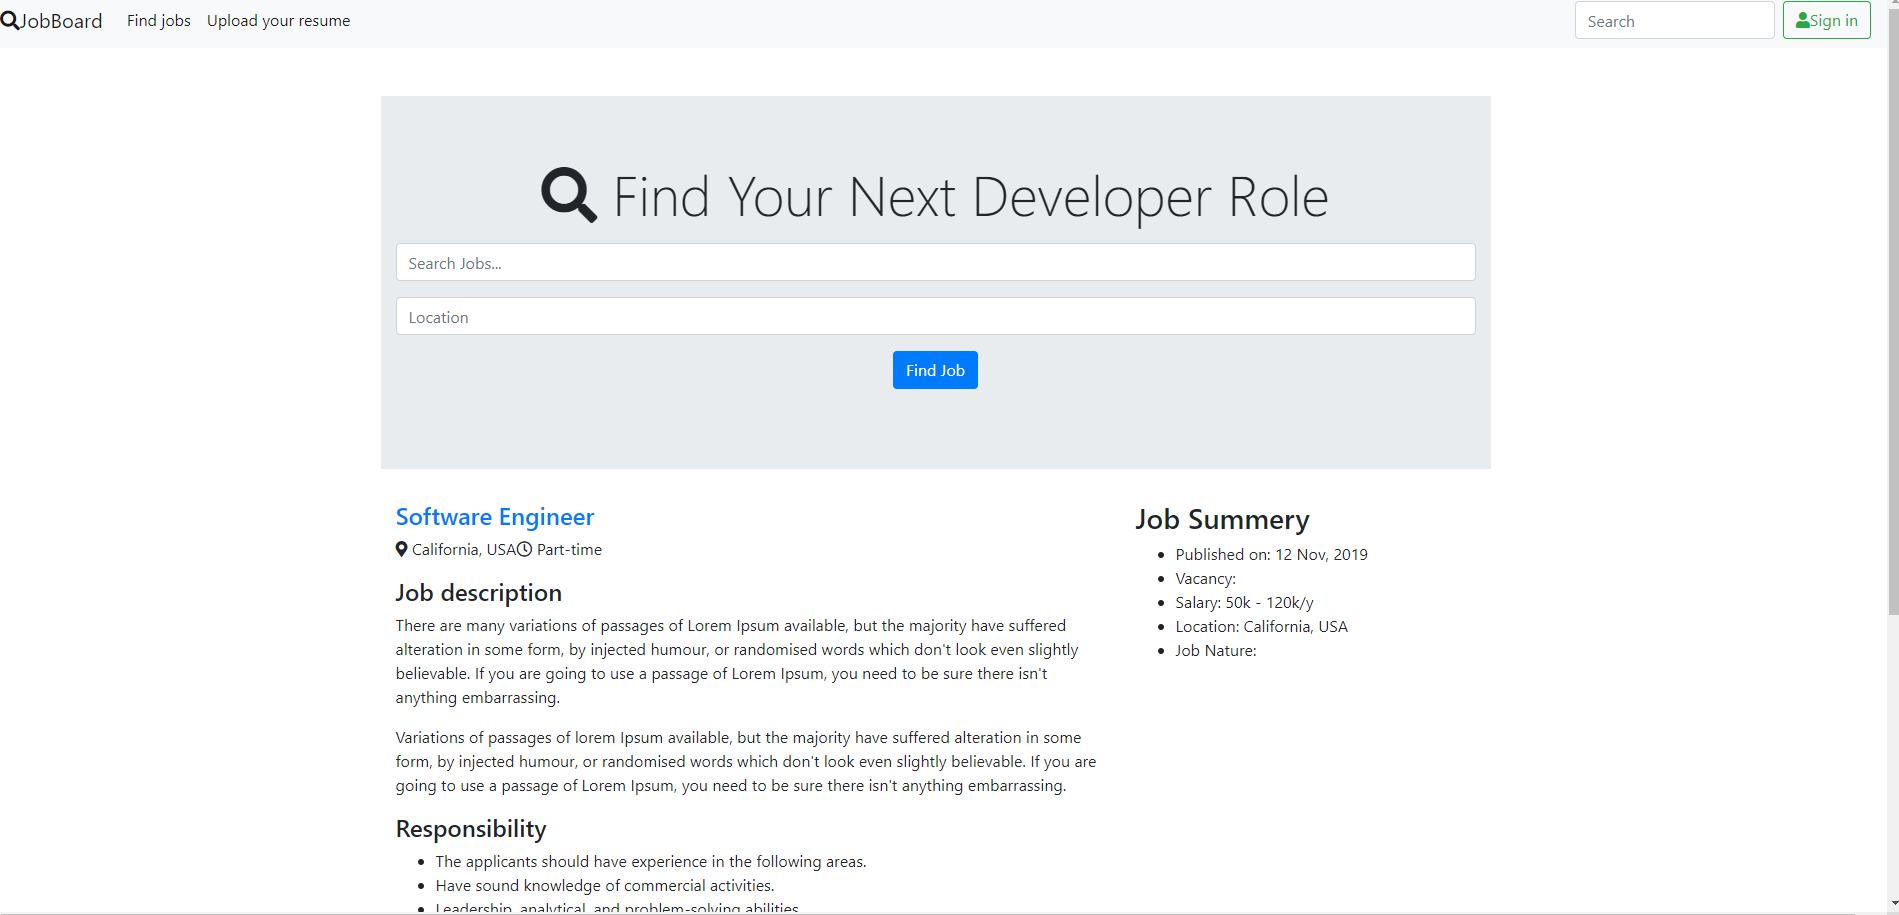 JobBoard Find jobs Upload your resume Search Sign in
Find Your Next Developer Role
Search Jobs...
Location
Find Job
Software Engineer
California, USA Part-time
Job description
There are many variations of passages of Lorem Ipsum available, but the majority have suffered
alteration in some form, by injected humour, or randomised words which don't look even slightly
believable. If you are going to use a passage of Lorem Ipsum, you need to be sure there isn't
anything embarrassing.
Variations of passages of lorem Ipsum available, but the majority have suffered alteration in some
form, by injected humour, or randomised words which don't look even slightly believable. If you are
going to use a passage of Lorem Ipsum, you need to be sure there isn't anything embarrassing.
Responsibility
The applicants should have experience in the following areas.
Have sound knowledge of commercial activities.
Leadership, analytical, and problem-solving abilities
Job Summery
Published on: 12 Nov, 2019
Vacancy:
Salary: 50k - 120k/y
Location: California, USA
Job Nature: